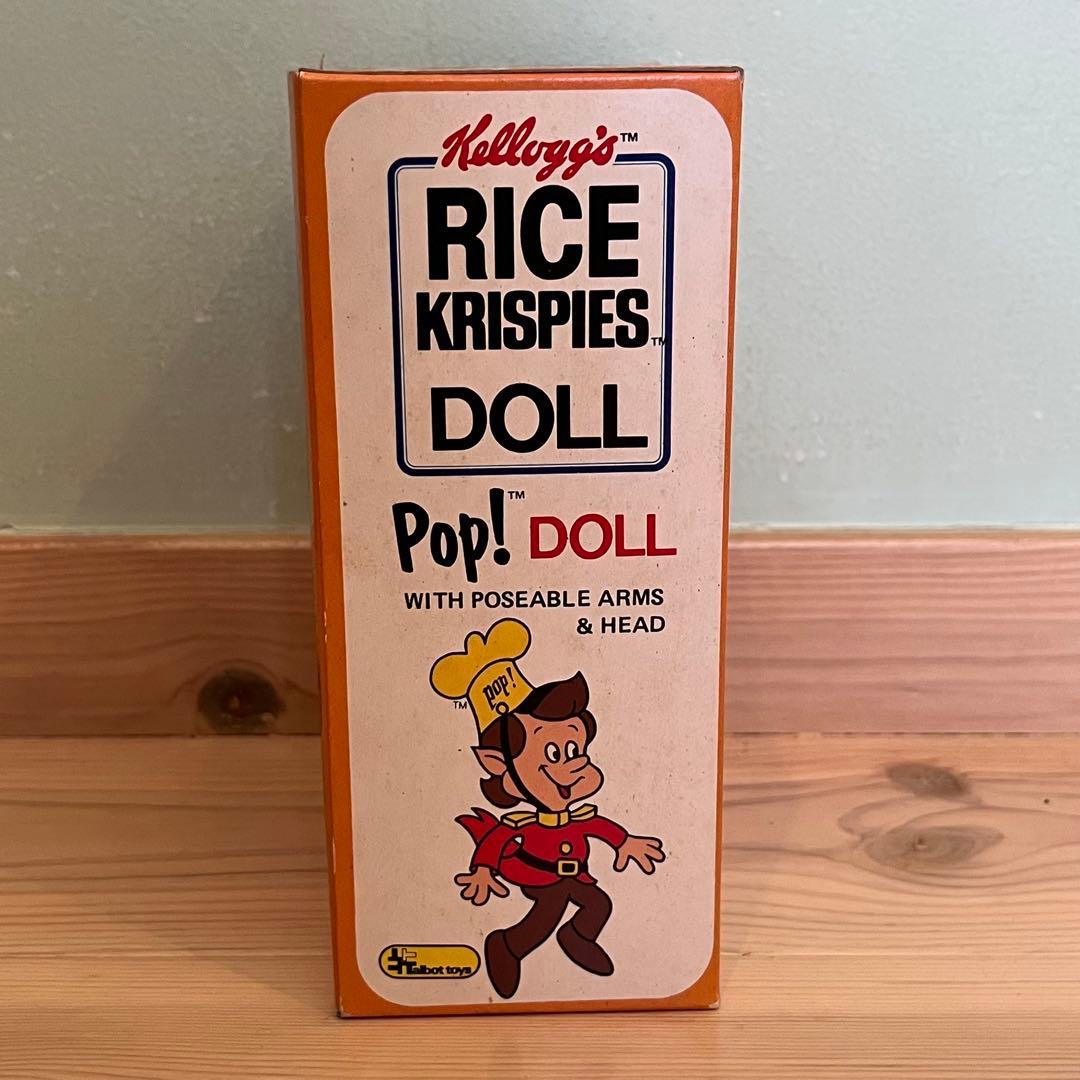 Kellogg's™
RICE
KRISPIES™
DOLL
Pop!™ DOLL
WITH POSEABLE ARMS
& HEAD
pop!
TM
Talbot toys